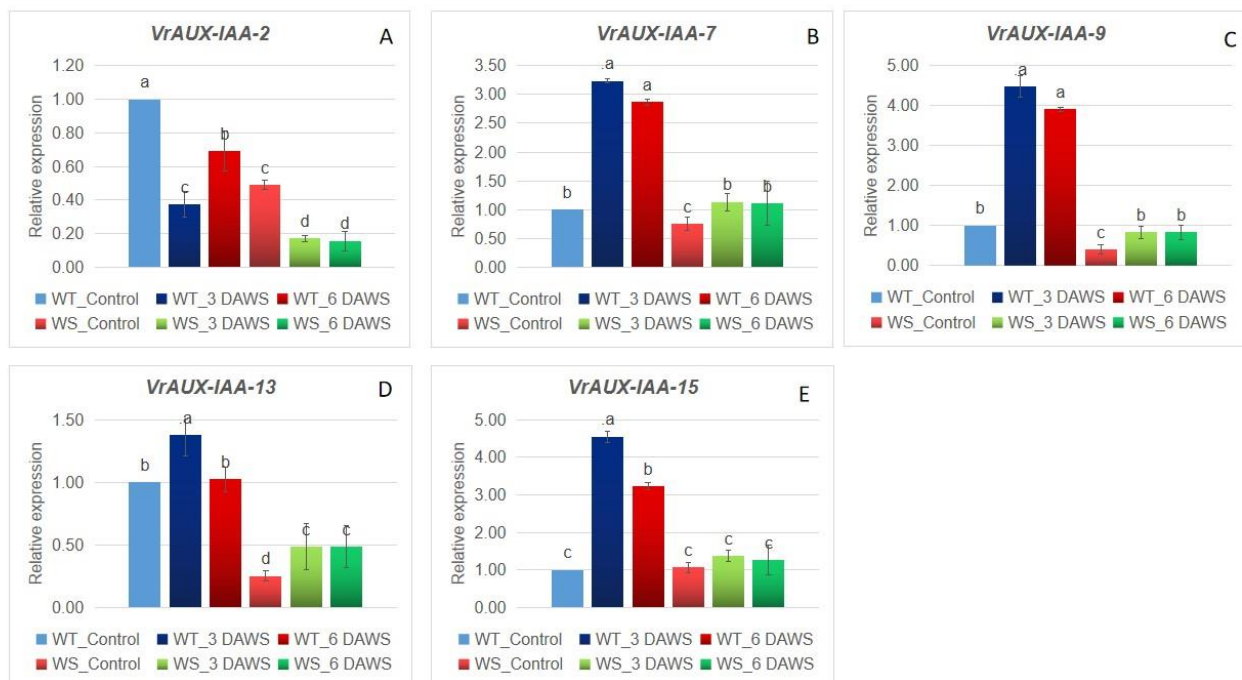 VrAUX-IAA-2 A
1.20
a
1.00
0.80
b
0.60
c
c
0.40
d
d
0.20
0.00
Relative expression
WT_Control WT_3 DAWS WT_6 DAWS
WS_Control WS_3 DAWS WS_6 DAWS
VrAUX-IAA-7 B
3.50
.a
a
3.00
2.50
2.00
1.50
b
b
b
1.00
c
0.50
0.00
Relative expression
WT_Control WT_3 DAWS WT_6 DAWS
WS_Control WS_3 DAWS WS_6 DAWS
VrAUX-IAA-9 C
5.00
.a
a
4.00
3.00
2.00
b
b
b
1.00
c
0.00
Relative expression
WT_Control WT_3 DAWS WT_6 DAWS
WS_Control WS_3 DAWS WS_6 DAWS
VrAUX-IAA-13 D
1.50
.a
b
b
1.00
c
c
0.50
d
0.00
Relative expression
WT_Control WT_3 DAWS WT_6 DAWS
WS_Control WS_3 DAWS WS_6 DAWS
VrAUX-IAA-15 E
5.00
.a
4.00
b
3.00
2.00
c
c
c
c
1.00
0.00
Relative expression
WT_Control WT_3 DAWS WT_6 DAWS
WS_Control WS_3 DAWS WS_6 DAWS